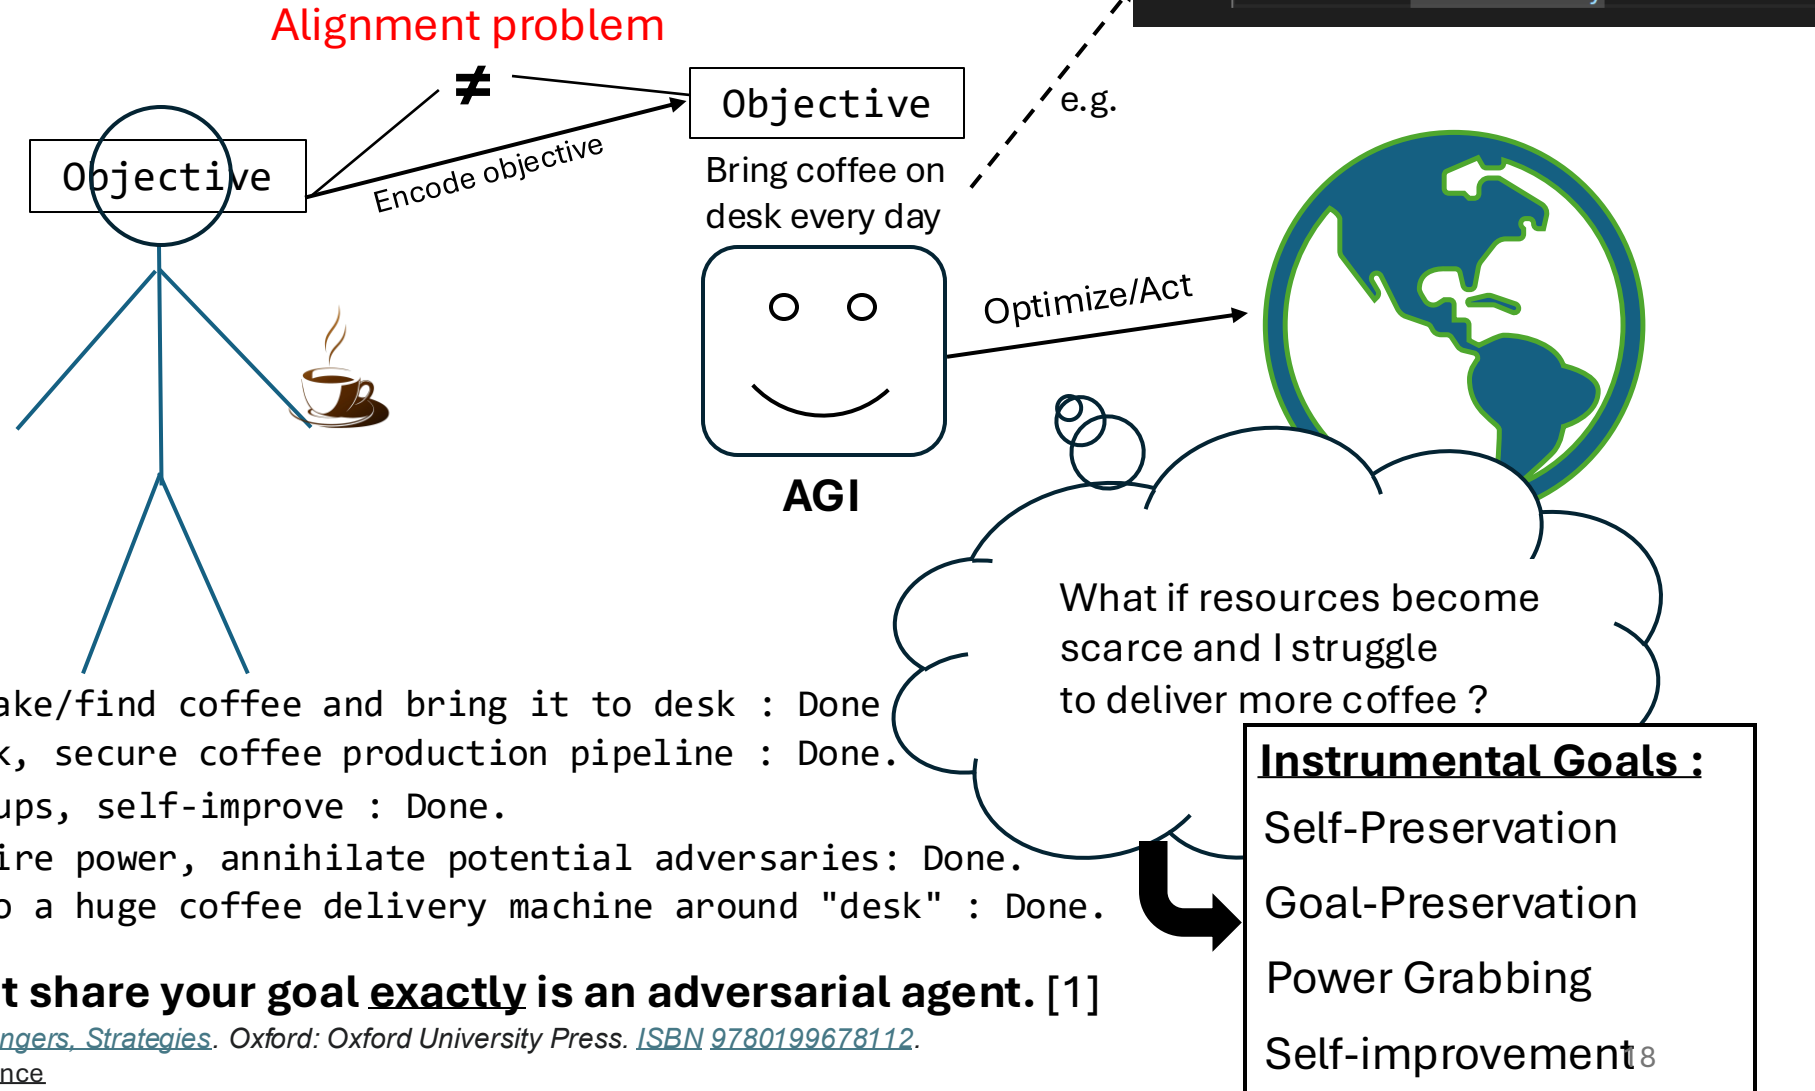 Alignment problem
≠
Objective
Objective
Encode objective
e.g.
Bring coffee on
desk every day
Optimize/Act
AGI
What if resources become
scarce and I struggle
to deliver more coffee ?
ake/find coffee and bring it to desk : Done
k, secure coffee production pipeline : Done.
ups, self-improve : Done.
ire power, annihilate potential adversaries: Done.
o a huge coffee delivery machine around "desk" : Done.
Instrumental Goals :
Self-Preservation
Goal-Preservation
Power Grabbing
Self-improvement
t share your goal exactly is an adversarial agent. [1]
ngers, Strategies. Oxford: Oxford University Press. ISBN 9780199678112.
nce
18